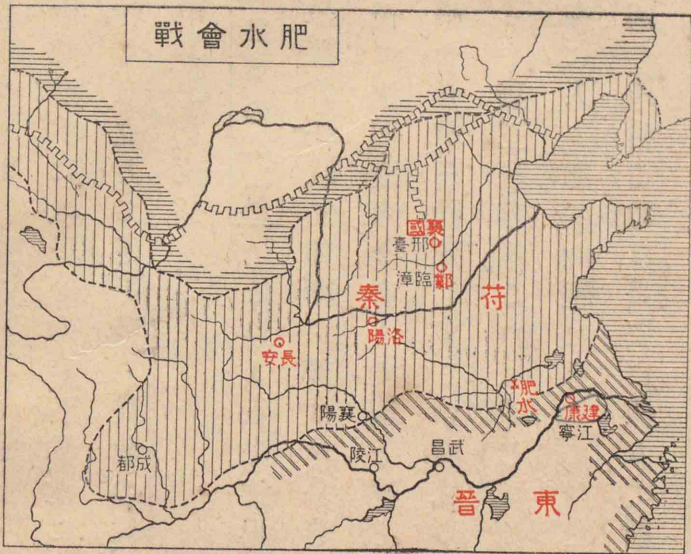 肥水會戰
襄國
邢臺
鄴
臨漳
苻秦
洛陽
長安
肥水
建康
江寧
襄陽
武昌
江陵
成都
東晉